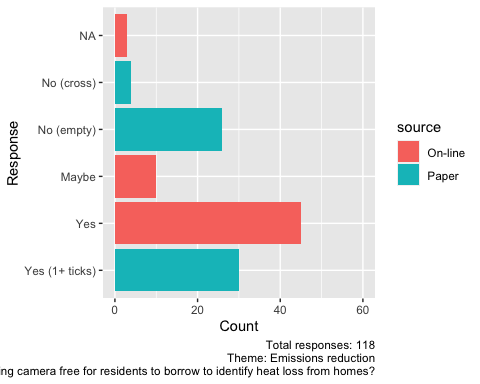 NA
No (cross)
No (empty)
Maybe
Yes
Yes (1+ ticks)
Response
0 20 40 60
Count
source
On-line
Paper
Total responses: 118
Theme: Emissions reduction
ing camera free for residents to borrow to identify heat loss from homes?